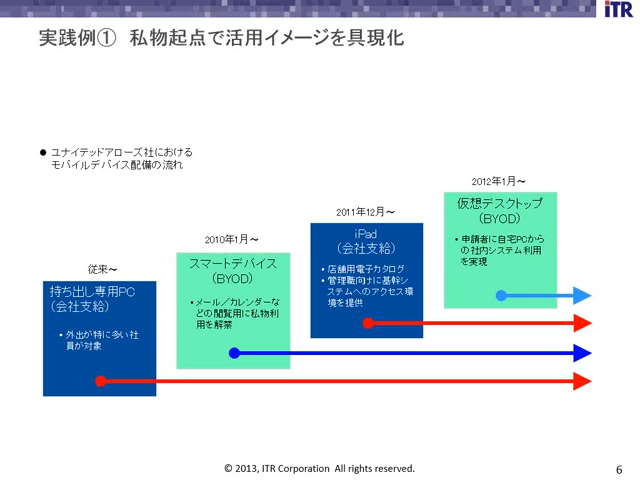 iTR
実践例① 私物起点で活用イメージを具現化
● ユナイテッドアローズ社における
モバイルデバイス配備の流れ
従来~
持ち出し専用PC
(会社支給)
• 外出が特に多い社
員が対象
2010年1月~
スマートデバイス
(BYOD)
• メール/カレンダーな
どの閲覧用に私物利
用を解禁
2011年12月~
iPad
(会社支給)
• 店舗用電子カタログ
• 管理職向けに基幹シ
ステムへのアクセス環
境を提供
2012年1月~
仮想デスクトップ
(BYOD)
• 申請者に自宅PCから
の社内システム利用
を実現
© 2013, ITR Corporation All rights reserved.
6